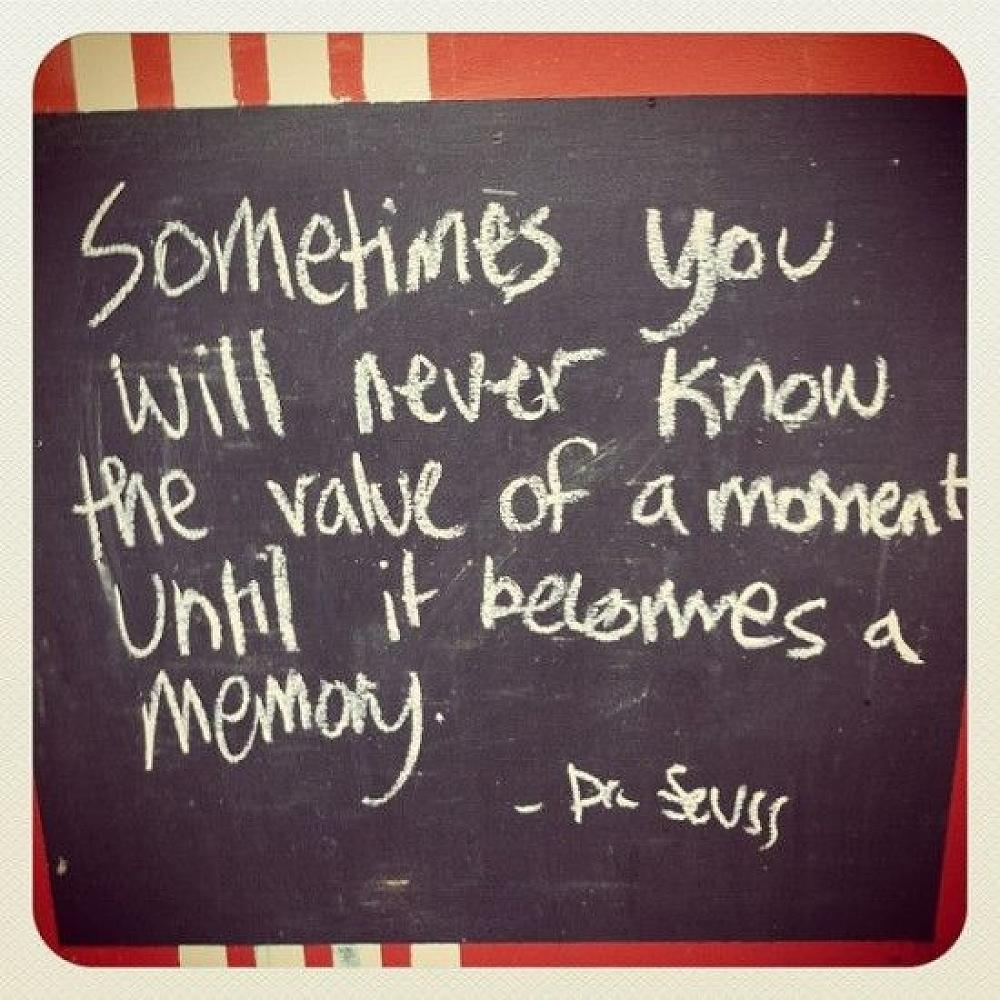 Sometimes you
will never know
the value of a moment
Until it becomes a
memory.
- Dr. Seuss